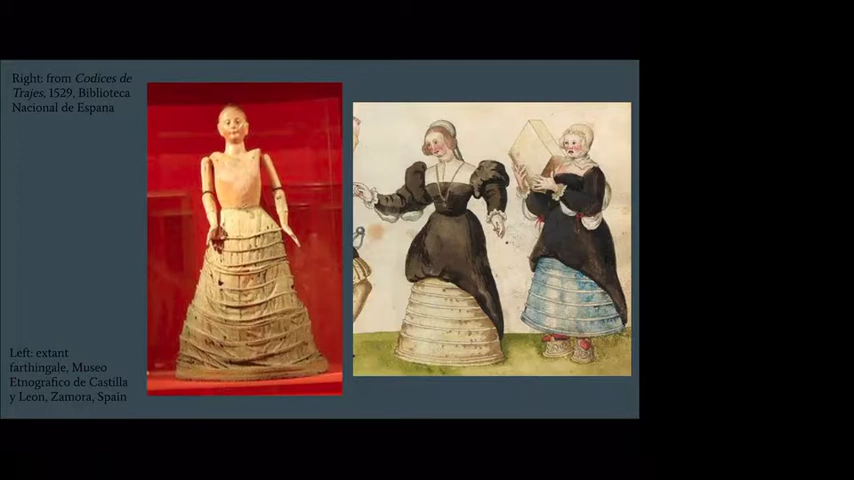 Right: from Codices de
Trajes, 1529, Biblioteca
Nacional de Espana
Left: extant
farthingale, Museo
Etnografico de Castilla
y Leon, Zamora, Spain